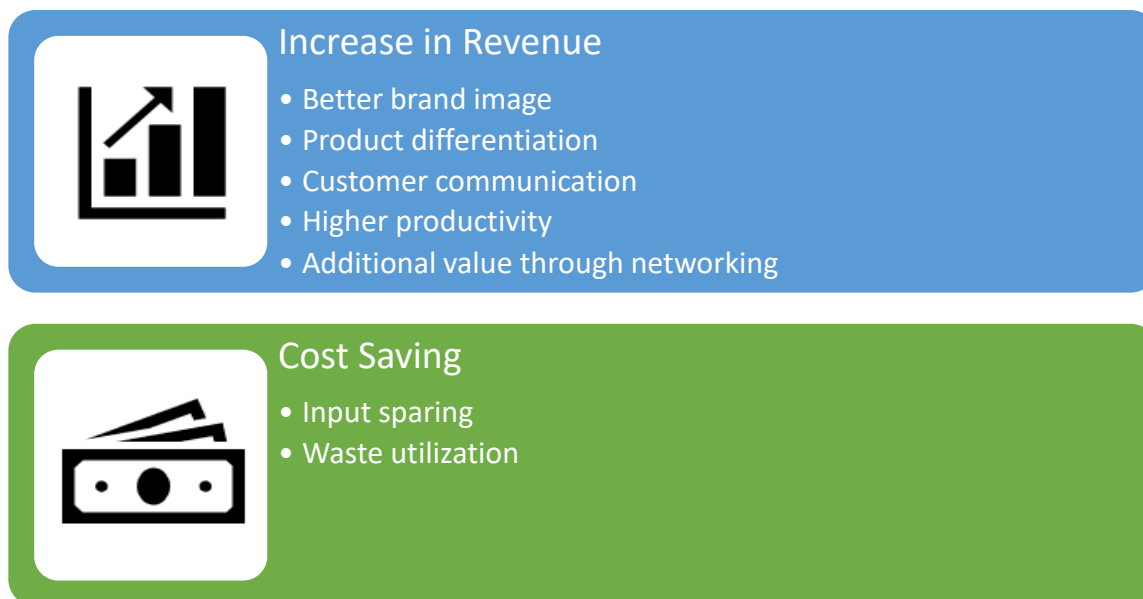 Increase in Revenue
• Better brand image
• Product differentiation
• Customer communication
• Higher productivity
• Additional value through networking
Cost Saving
• Input sparing
• Waste utilization